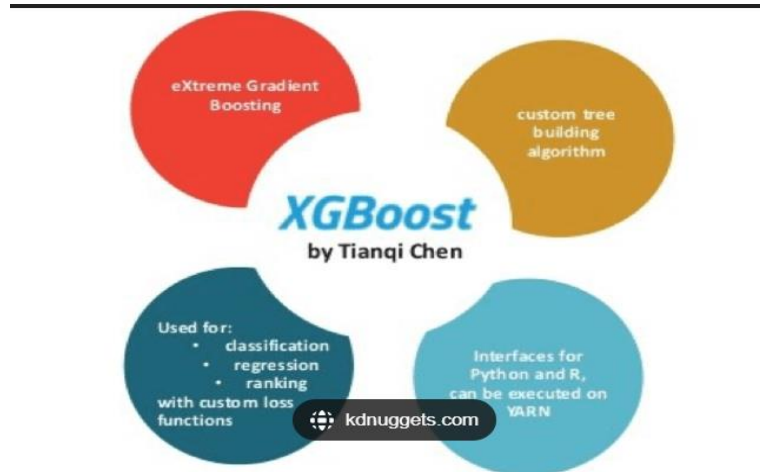 eXtreme Gradient
Boosting
custom tree
building
algorithm
XGBoost
by Tianqi Chen
Used for:
• classification
• regression
• ranking
with custom loss
functions
Interfaces for
Python and R,
can be executed on
YARN
kdnuggets.com